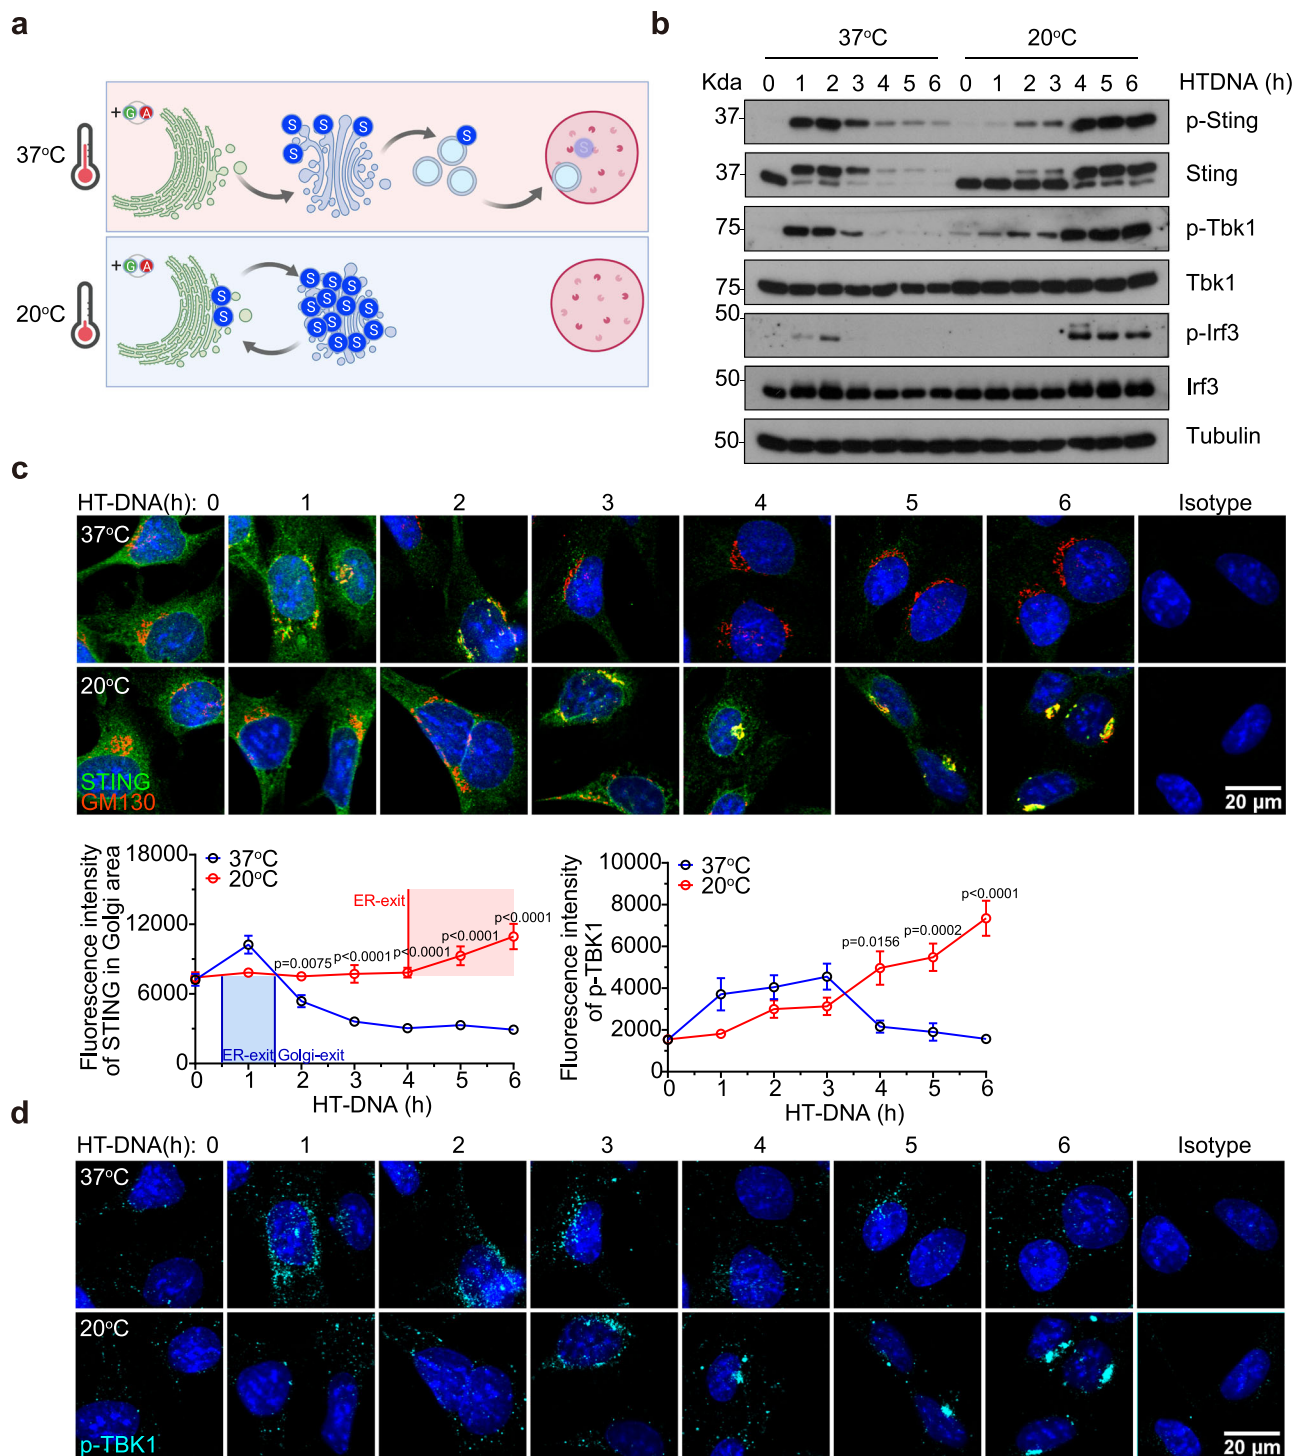 a
+ G A
37°C
S S S S S S
+ G A
20°C
S S S S S S S S S S S S S
b
37°C 20°C
Kda 0 1 2 3 4 5 6 0 1 2 3 4 5 6 HTDNA (h)
37 p-Sting
37 Sting
75 p-Tbk1
75 Tbk1
50 p-Irf3
50 Irf3
50 Tubulin
c
HT-DNA(h): 0 1 2 3 4 5 6 Isotype
37°C
20°C
STING
GM130
20 µm
Fluorescence intensity
of STING in Golgi area
18000
12000
6000
0
37°C
20°C
ER-exit
p=0.0075
p<0.0001
p<0.0001
p<0.0001
p<0.0001
ER-exit Golgi-exit
0 1 2 3 4 5 6
HT-DNA (h)
Fluorescence intensity
of p-TBK1
10000
8000
6000
4000
2000
0
37°C
20°C
p=0.0156
p=0.0002
p<0.0001
0 1 2 3 4 5 6
HT-DNA (h)
d
HT-DNA(h): 0 1 2 3 4 5 6 Isotype
37°C
20°C
p-TBK1
20 µm